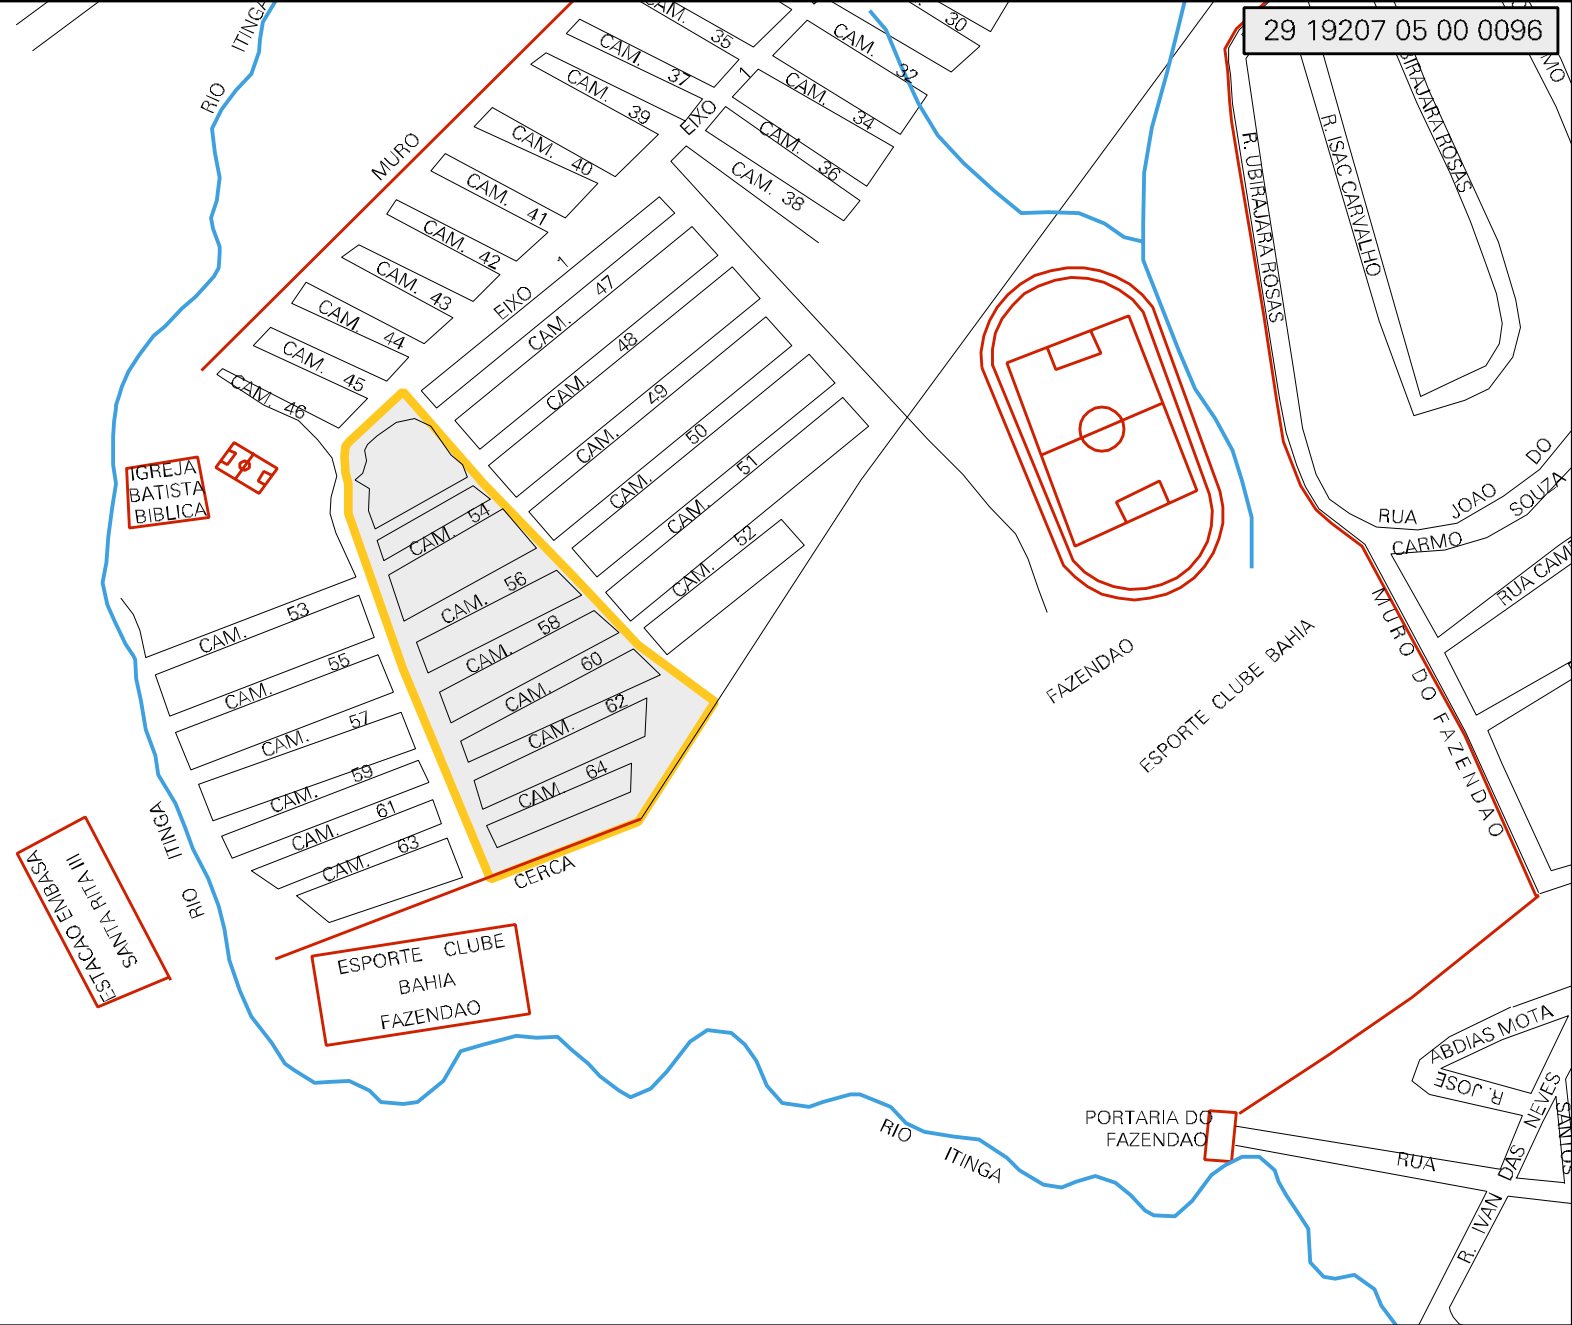 29 19207 05 00 0096
RIO
ITINGA
MURO
35
CAM. 37
CAM. 39
CAM. 40
CAM. 41
CAM. 42
CAM. 43
CAM. 44
CAM. 45
CAM. 46
EIXO 1
30
CAM. 32
CAM. 34
CAM. 36
CAM. 38
EIXO 1
CAM. 47
CAM. 48
CAM. 49
CAM. 50
CAM. 51
CAM. 52
CAM. 54
CAM. 56
CAM. 58
CAM. 60
CAM. 62
CAM 64
CAM. 53
CAM. 55
CAM. 57
CAM. 59
CAM. 61
CAM. 63
CERCA
IGREJA
BATISTA
BIBLICA
RIO ITINGA
ESTACAO EMBASA
SANTA RITA III
ESPORTE CLUBE
BAHIA
FAZENDAO
FAZENDAO
ESPORTE CLUBE BAHIA
R. UBIRAJARA ROSAS
R. ISAC CARVALHO
BIRAJARA ROSAS
MO
RUA JOAO DO
CARMO SOUZA
RUA CAM
MURO DO FAZENDAO
ABDIAS MOTA
R. JOSE
R. IVAN DAS NEVES
SANTOS
RUA
PORTARIA DO
FAZENDAO
RIO ITINGA